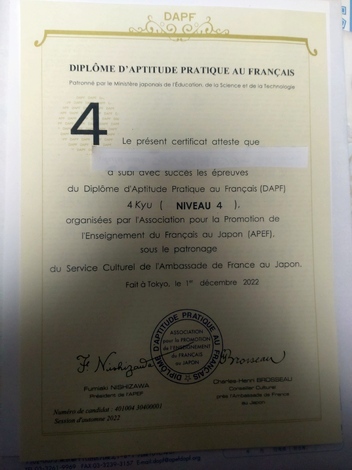 DAPF
DIPLÔME D'APTITUDE PRATIQUE AU FRANÇAIS
Patronné par le Ministère japonais de l'Éducation, de la Science et de la Technologie
4
Le présent certificat atteste que
a subi avec succès les épreuves
du Diplôme d'Aptitude Pratique au Français (DAPF)
4 Kyu ( NIVEAU 4 ),
organisées par l'Association pour la Promotion de
l'Enseignement du Français au Japon (APEF),
sous le patronage
du Service Culturel de l'Ambassade de France au Japon.
Fait à Tokyo, le 1er décembre 2022
DIPLÔME D'APTITUDE PRATIQUE AU FRANÇAIS
ASSOCIATION
pour la PROMOTION
de l'ENSEIGNEMENT
du FRANÇAIS
au JAPON
F. Nishizawa
Brosseau
Fumiaki NISHIZAWA
Président de l'APEF
Charles-Henri BROSSEAU
Conseiller Culturel
près l'Ambassade de France
au Japon
Numéro de candidat :
Session d'automne 2022